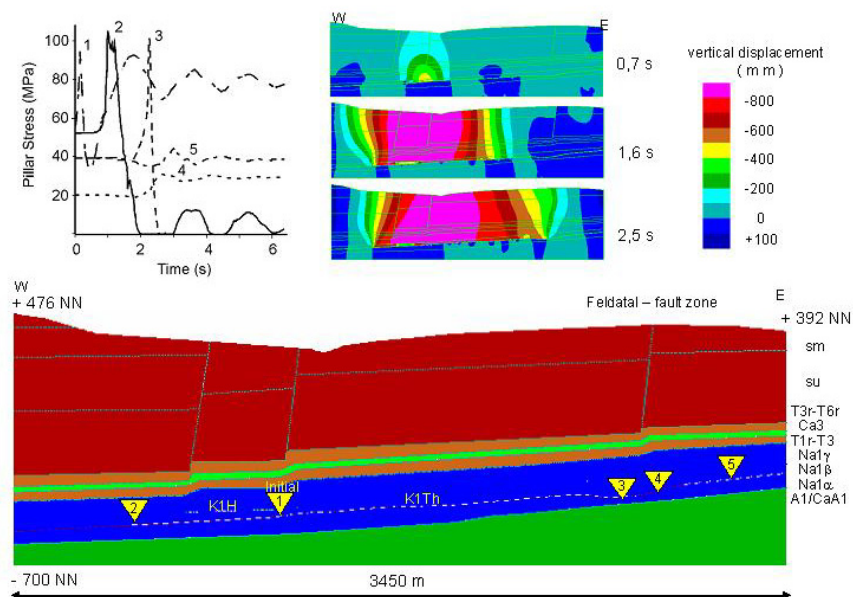 1
2
3
100
80
60
40
20
5
4
Pillar Stress (MPa)
0
2
4
6
Time (s)
W
E
0,7 s
1,6 s
2,5 s
vertical displacement
( m m )
-800
-600
-400
-200
0
+100
W
+ 476 NN
Feldatal – fault zone
E
+ 392 NN
sm
su
T3r-T6r
Ca3
T1r-T3
Na1γ
Na1β
Na1α
A1/CaA1
Initial
1
2
3
4
5
K1H
K1Th
- 700 NN
3450 m